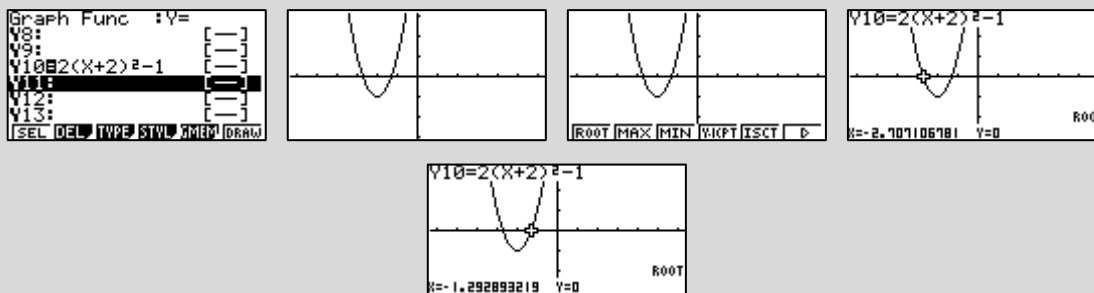 Graph Func :Y=
Y8: [—]
Y9: [—]
Y10=2(X+2)²-1 [—]
Y11: [—]
Y12: [—]
Y13: [—]
SEL DEL TYPE STYL GMEM DRAW
ROOT MAX MIN Y-ICPT ISCT ▷
Y10=2(X+2)²-1
ROO
X=-2.707106781 Y=0
Y10=2(X+2)²-1
ROOT
X=-1.292893219 Y=0